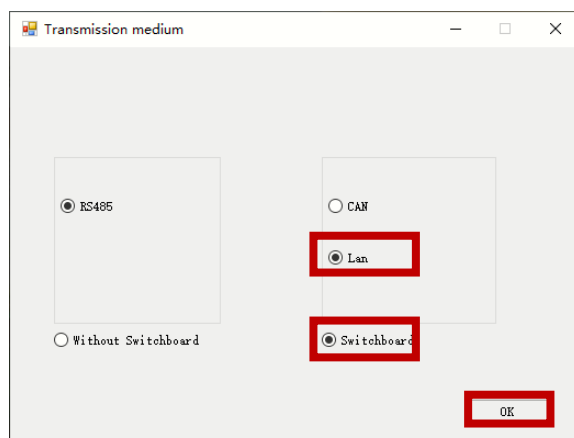 Transmission medium
RS485
CAN
Lan
Without Switchboard
Switchboard
OK